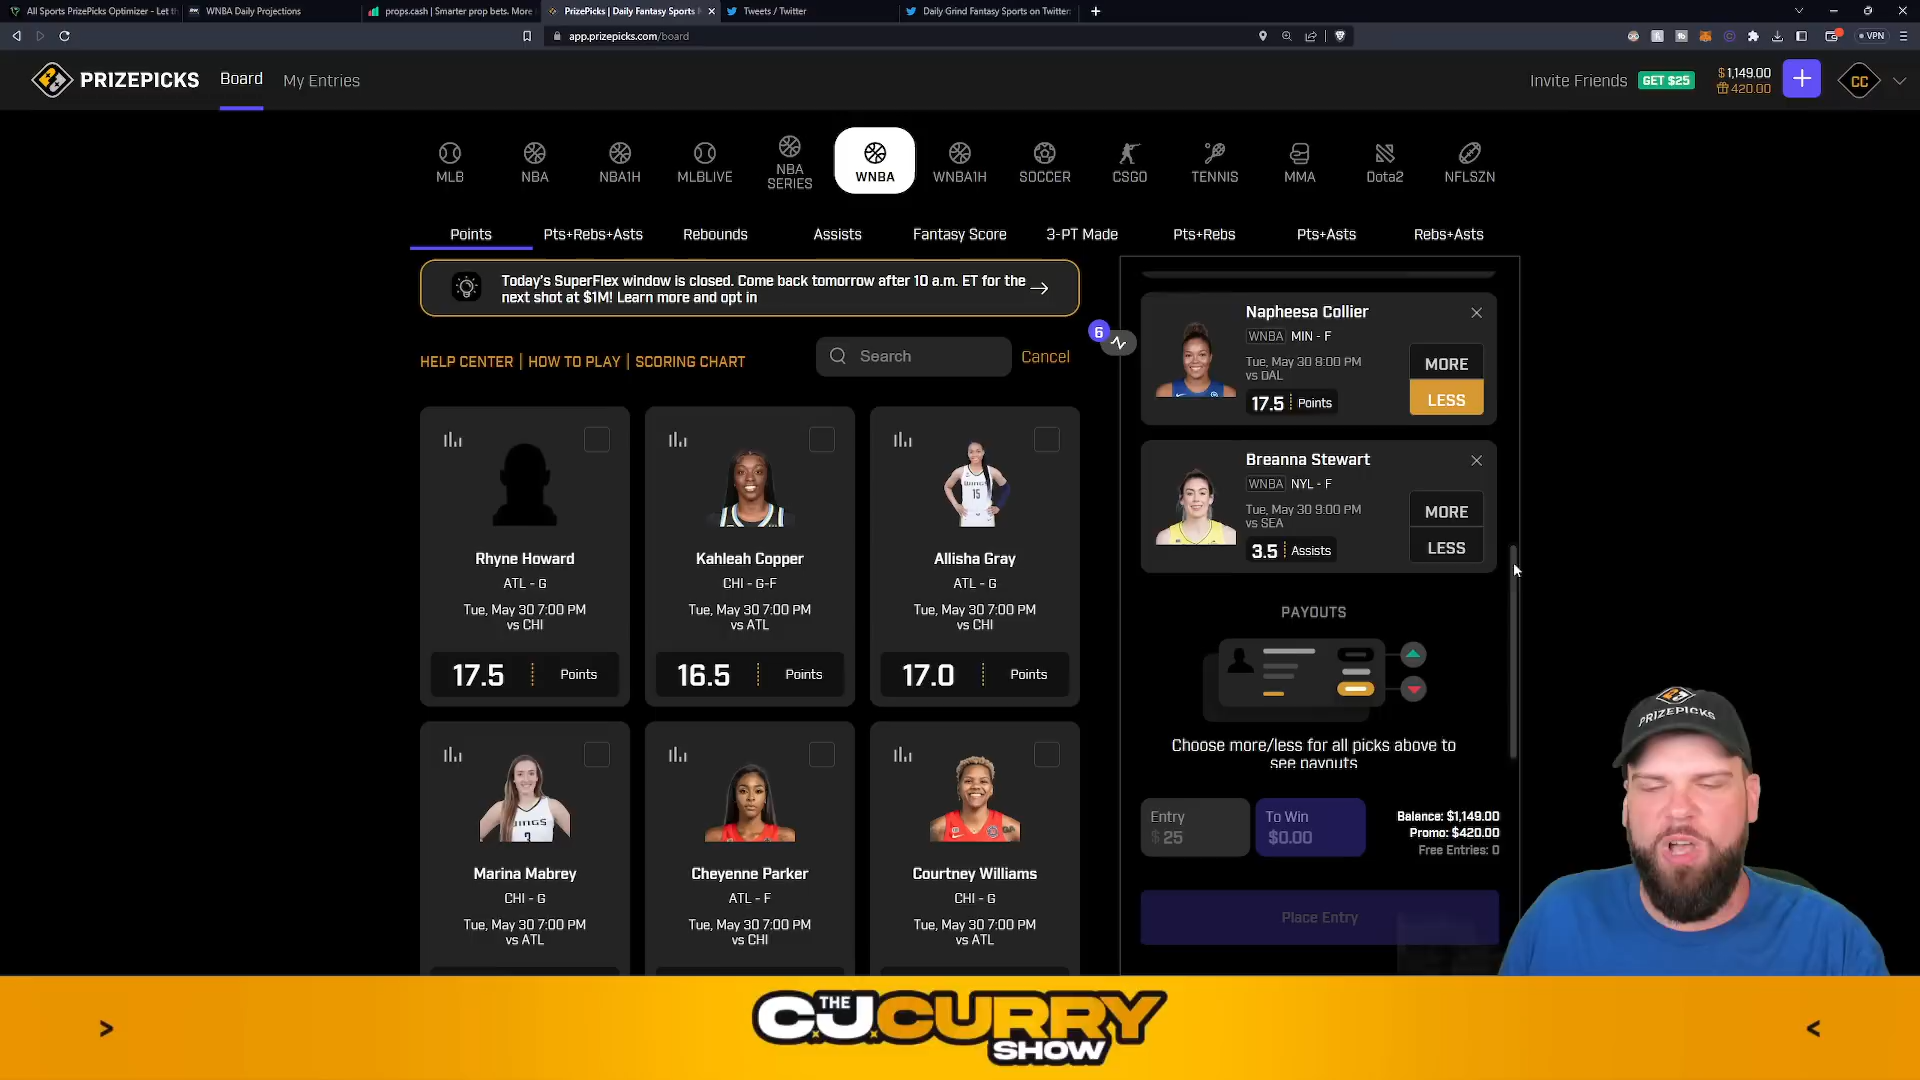 All Sports PrizePicks Optimizer - Let t
WNBA Daily Projections
props.cash | Smarter prop bets. More
PrizePicks | Daily Fantasy Sports
Tweets / Twitter
Daily Grind Fantasy Sports on Twitter
app.prizepicks.com/board
VPN
PRIZEPICKS
Board
My Entries
Invite Friends
GET $25
$1,149.00
420.00
CC
MLB
NBA
NBA1H
MLBLIVE
NBA
SERIES
WNBA
WNBA1H
SOCCER
CSGO
TENNIS
MMA
Dota2
NFLSZN
Points
Pts+Rebs+Asts
Rebounds
Assists
Fantasy Score
3-PT Made
Pts+Rebs
Pts+Asts
Rebs+Asts
Today's SuperFlex window is closed. Come back tomorrow after 10 a.m. ET for the
next shot at $1M! Learn more and opt in
HELP CENTER | HOW TO PLAY | SCORING CHART
Search
Cancel
6
Rhyne Howard
ATL - G
Tue, May 30 7:00 PM
vs CHI
17.5 Points
Kahleah Copper
CHI - G-F
Tue, May 30 7:00 PM
vs ATL
16.5 Points
15
Allisha Gray
ATL - G
Tue, May 30 7:00 PM
vs CHI
17.0 Points
Marina Mabrey
CHI - G
Tue, May 30 7:00 PM
vs ATL
Cheyenne Parker
ATL - F
Tue, May 30 7:00 PM
vs CHI
Courtney Williams
CHI - G
Tue, May 30 7:00 PM
vs ATL
Napheesa Collier
WNBA MIN - F
Tue, May 30 8:00 PM
vs DAL
17.5 Points
MORE
LESS
Breanna Stewart
WNBA NYL - F
Tue, May 30 9:00 PM
vs SEA
3.5 Assists
MORE
LESS
PAYOUTS
Choose more/less for all picks above to
see payouts
Entry
$ 25
To Win
$0.00
Balance: $1,149.00
Promo: $420.00
Free Entries: 0
Place Entry
PRIZEPICKS
>
THE
CJ CURRY
SHOW
<